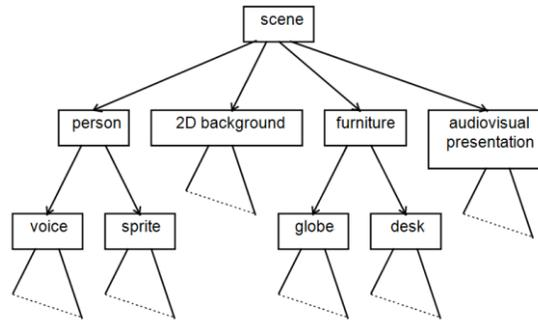 scene
person
2D background
furniture
audiovisual
presentation
voice
sprite
globe
desk